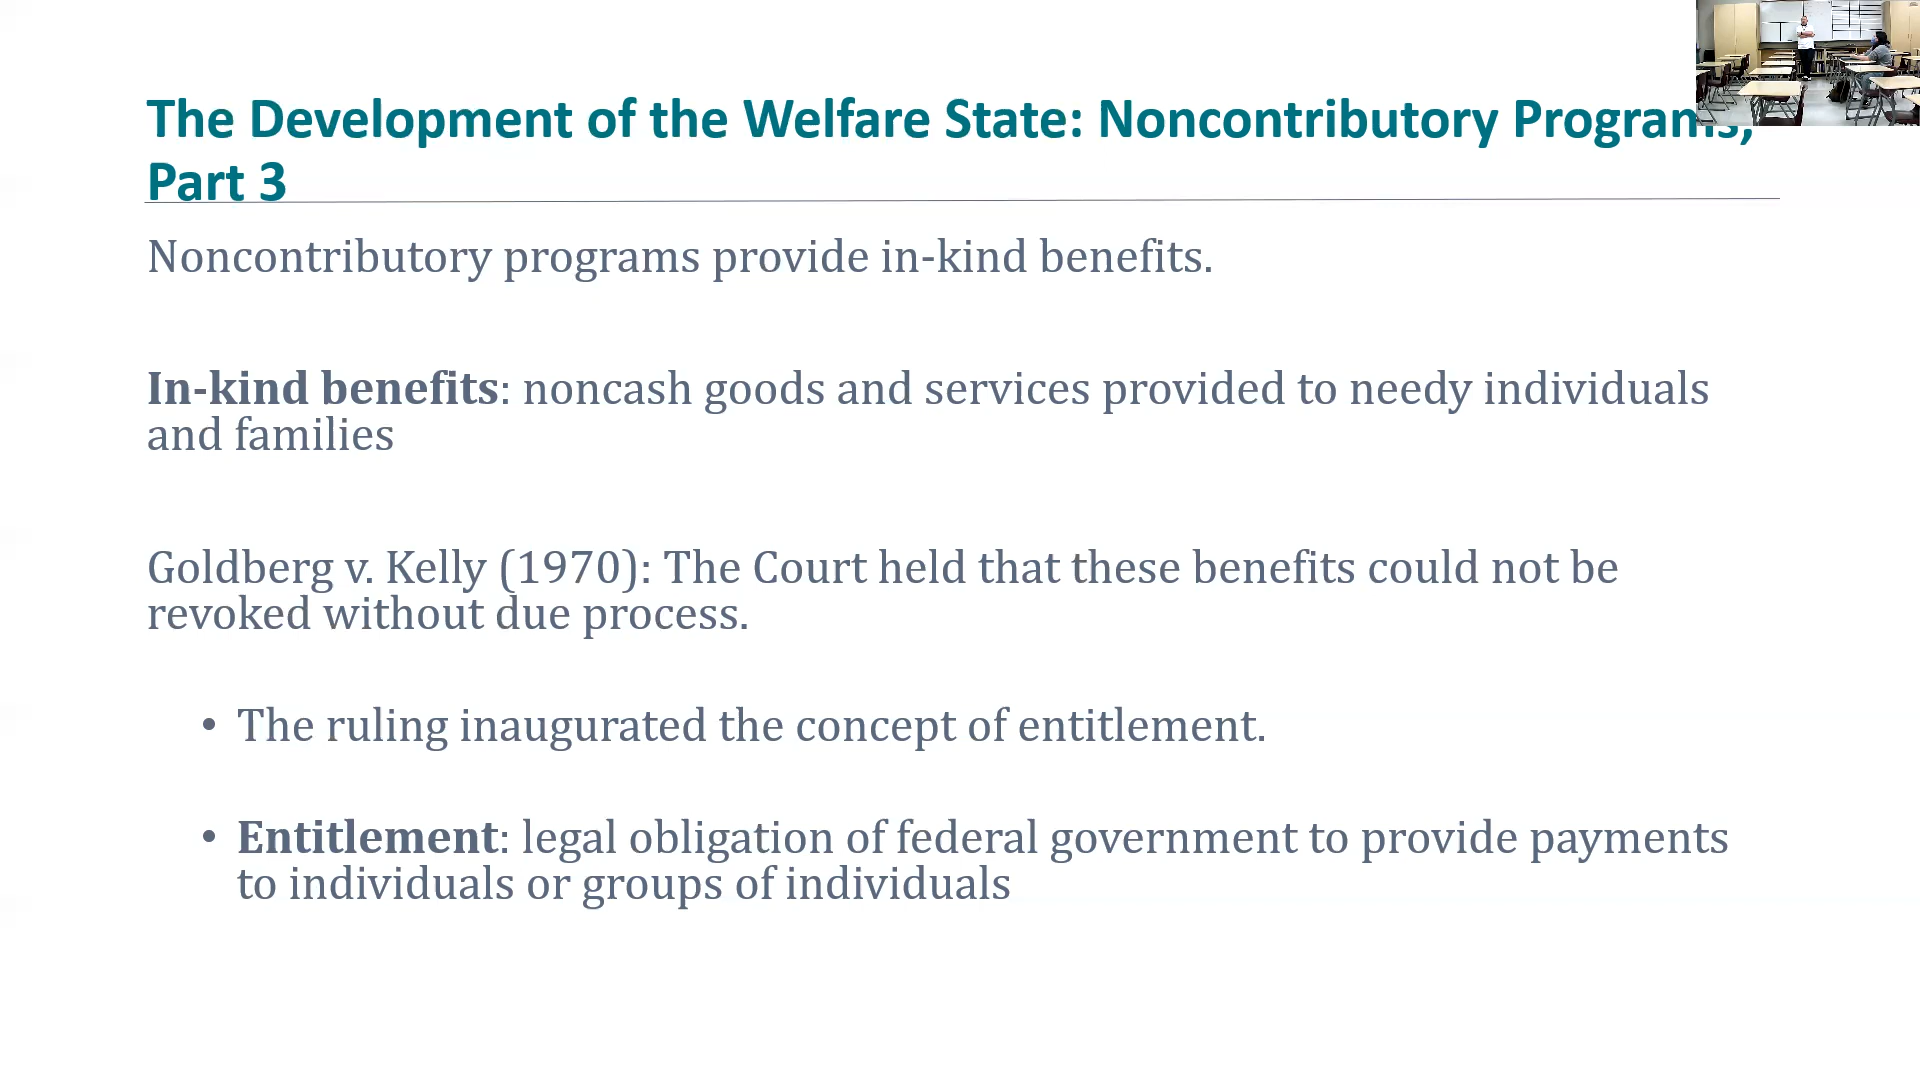 The Development of the Welfare State: Noncontributory Programs,
Part 3
Noncontributory programs provide in-kind benefits.
In-kind benefits: noncash goods and services provided to needy individuals
and families
Goldberg v. Kelly (1970): The Court held that these benefits could not be
revoked without due process.
• The ruling inaugurated the concept of entitlement.
• Entitlement: legal obligation of federal government to provide payments
to individuals or groups of individuals